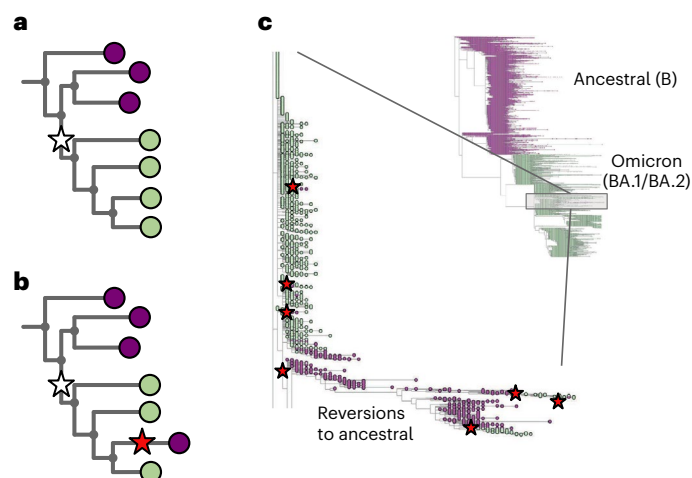 a
c
Ancestral (B)
Omicron
(BA.1/BA.2)
b
Reversions
to ancestral